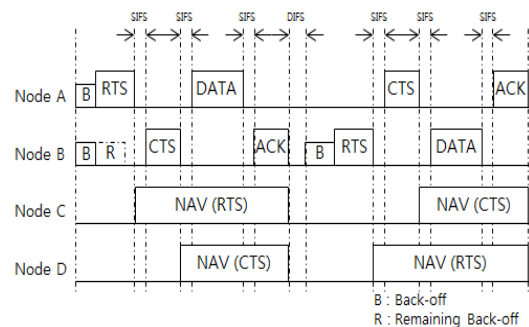 SIFS SIFS SIFS DIFS SIFS SIFS SIFS
Node A B RTS DATA CTS ACK
Node B B R CTS ACK B RTS DATA
Node C NAV (RTS) NAV (CTS)
Node D NAV (CTS) NAV (RTS)
B : Back-off
R : Remaining Back-off